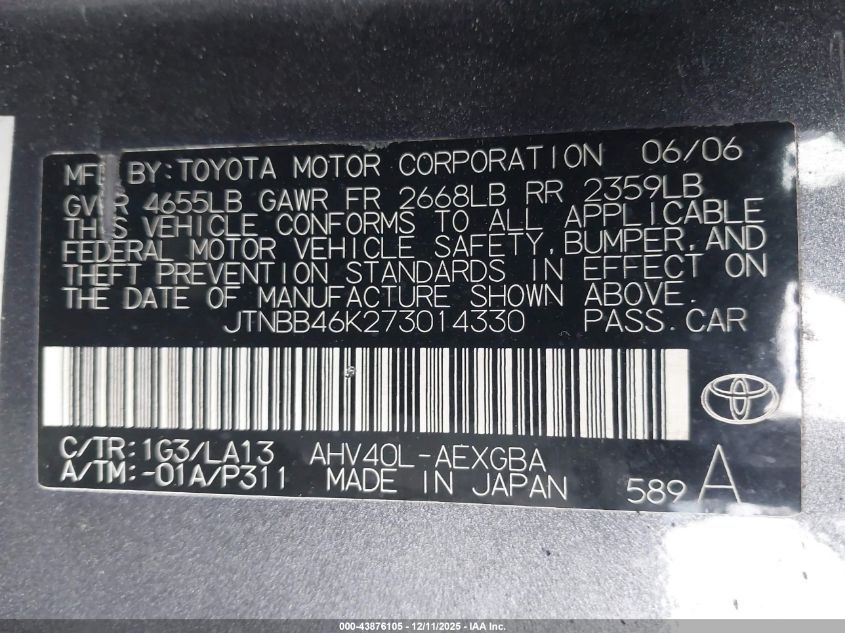 MFD BY: TOYOTA MOTOR CORPORATION 06/06
GVWR 4655LB GAWR FR 2668LB RR 2359LB
THIS VEHICLE CONFORMS TO ALL APPLICABLE
FEDERAL MOTOR VEHICLE SAFETY, BUMPER, AND
THEFT PREVENTION STANDARDS IN EFFECT ON
THE DATE OF MANUFACTURE SHOWN ABOVE.
JTNBB46K273014330 PASS. CAR
C/TR: 1G3/LA13 AHV40L-AEXGBA
A/TM: -01A/P311 MADE IN JAPAN 589 A
000-43876105 - 12/11/2025 - IAA Inc.